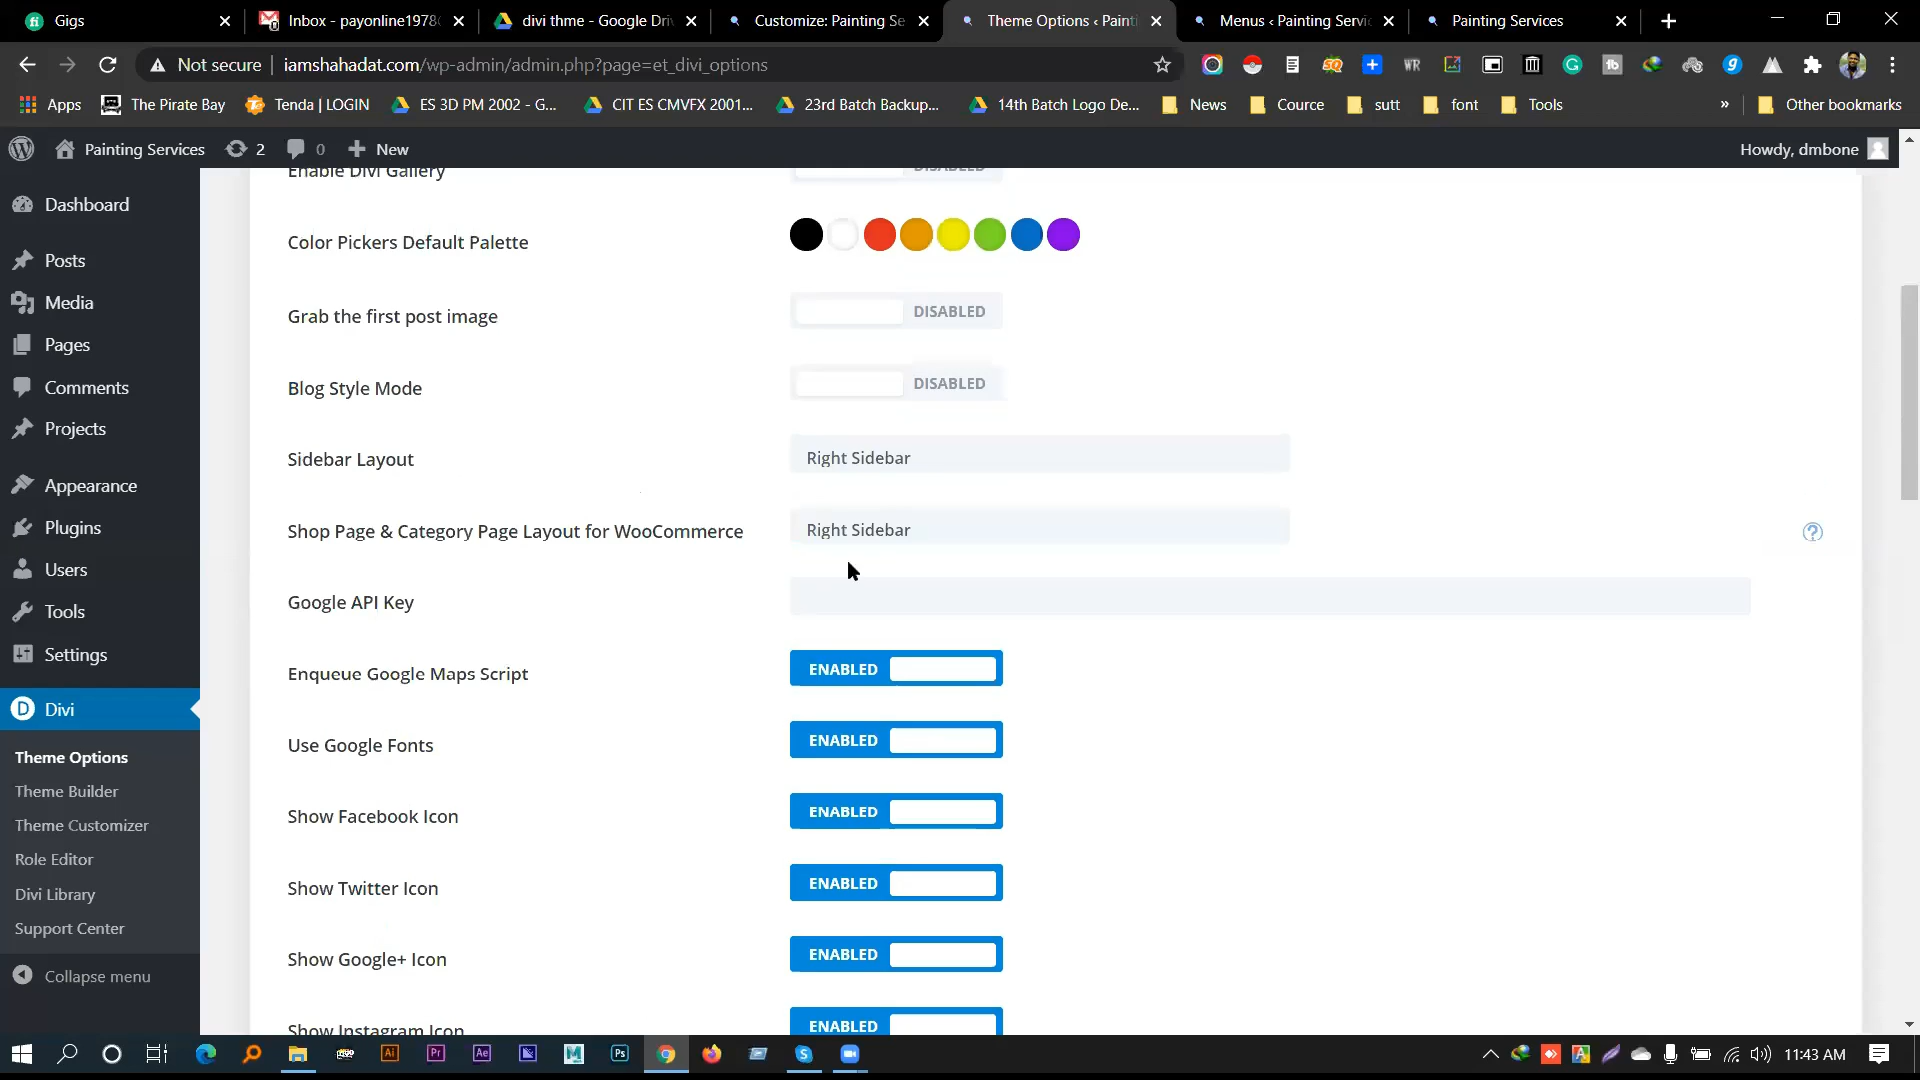 Gigs
Inbox - payonline1978
divi thme - Google Dri
Customize: Painting Se
Theme Options ‹ Painti
Menus ‹ Painting Servic
Painting Services
Not secure
iamshahadat.com/wp-admin/admin.php?page=et_divi_options
Apps
The Pirate Bay
Tenda | LOGIN
ES 3D PM 2002 - G...
CIT ES CMVFX 2001...
23rd Batch Backup...
14th Batch Logo De...
News
Cource
sutt
font
Tools
»
Other bookmarks
Painting Services
2
0
New
Howdy, dmbone
Dashboard
Posts
Media
Pages
Comments
Projects
Appearance
Plugins
Users
Tools
Settings
Divi
Theme Options
Theme Builder
Theme Customizer
Role Editor
Divi Library
Support Center
Collapse menu
Enable Divi Gallery
DISABLED
Color Pickers Default Palette
Grab the first post image
DISABLED
Blog Style Mode
DISABLED
Sidebar Layout
Right Sidebar
Shop Page & Category Page Layout for WooCommerce
Right Sidebar
Google API Key
Enqueue Google Maps Script
ENABLED
Use Google Fonts
ENABLED
Show Facebook Icon
ENABLED
Show Twitter Icon
ENABLED
Show Google+ Icon
ENABLED
Show Instagram Icon
ENABLED
11:43 AM